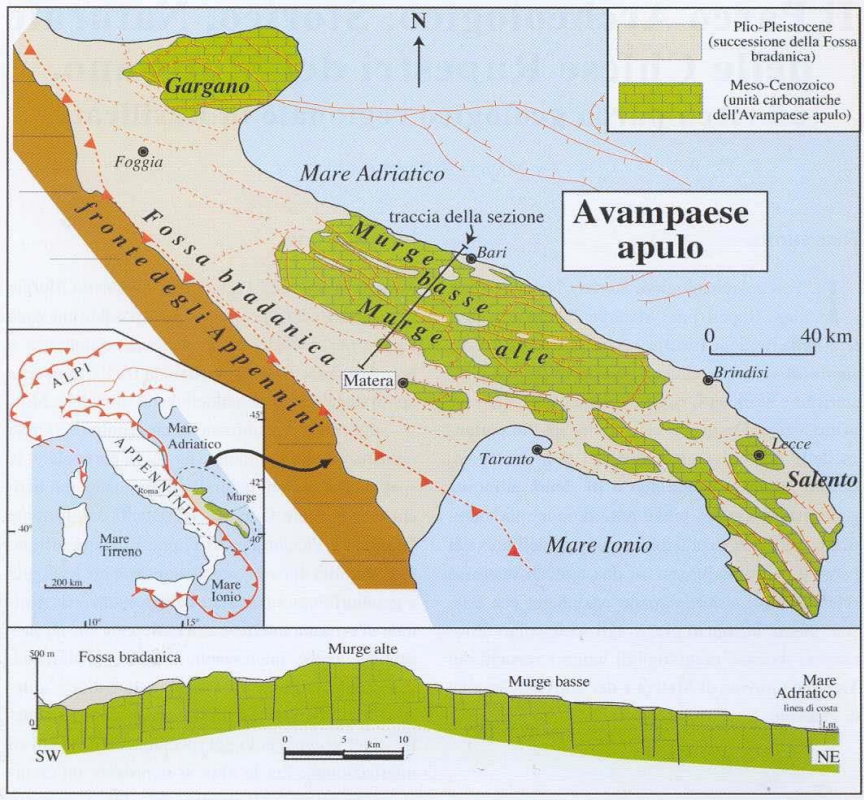 N
Plio-Pleistocene
(successione della Fossa
bradanica)
Meso-Cenozoico
(unità carbonatiche
dell'Avampaese apulo)
Gargano
Foggia
Mare Adriatico
traccia della sezione
Avampaese
apulo
Bari
Murge basse
Murge alte
Fossa bradanica
fronte degli Appennini
0 40 km
Matera
Brindisi
Taranto
Lecce
Salento
Mare Ionio
ALPI
APPENNINI
Mare
Adriatico
Roma
Murge
Mare
Tirreno
Mare
Ionio
45°
42°
40°
40°
200 km
10°
15°
500 m
0
Fossa bradanica
Murge alte
Murge basse
Mare
Adriatico
linea di costa
l.m.
SW
0 5 10
km
NE